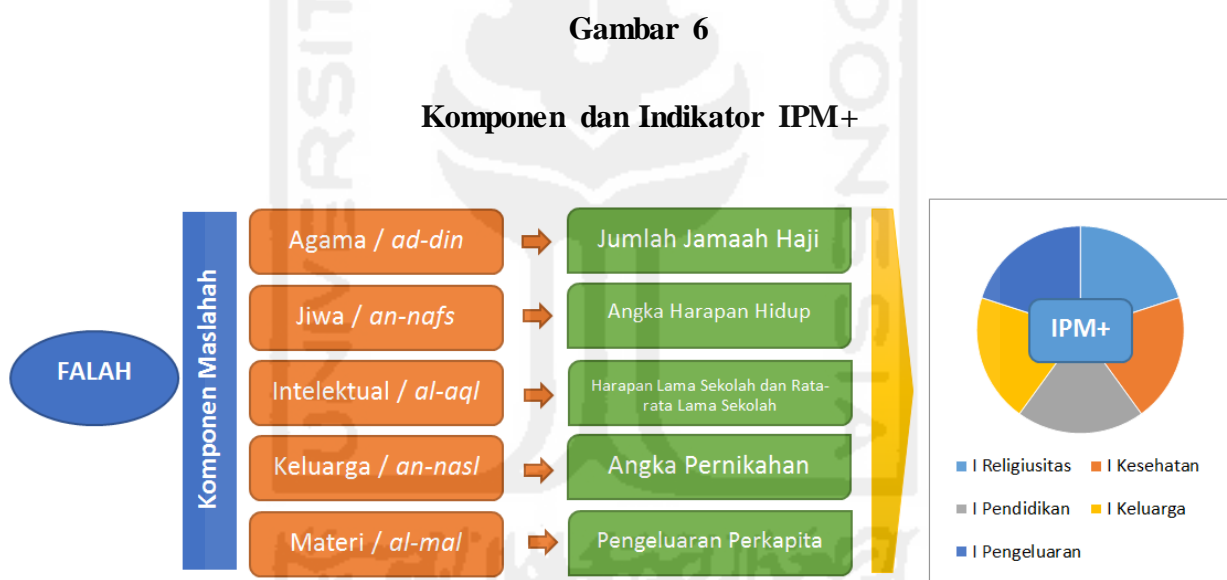 Gambar 6
Komponen dan Indikator IPM+
FALAH
Komponen Maslahah
Agama / ad-din
Jumlah Jamaah Haji
Jiwa / an-nafs
Angka Harapan Hidup
Intelektual / al-aql
Harapan Lama Sekolah dan Rata-
rata Lama Sekolah
Keluarga / an-nasl
Angka Pernikahan
Materi / al-mal
Pengeluaran Perkapita
IPM+
I Religiusitas
I Kesehatan
I Pendidikan
I Keluarga
I Pengeluaran